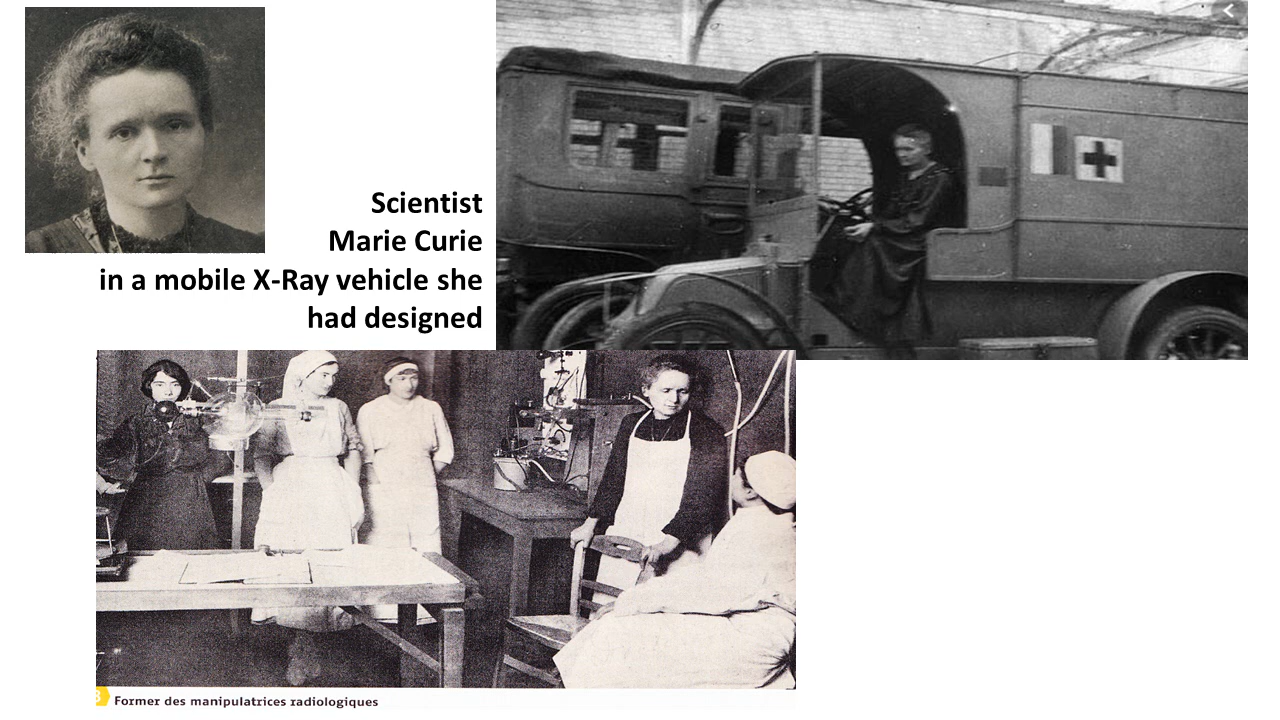 Scientist
Marie Curie
in a mobile X-Ray vehicle she
had designed
Former des manipulatrices radiologiques